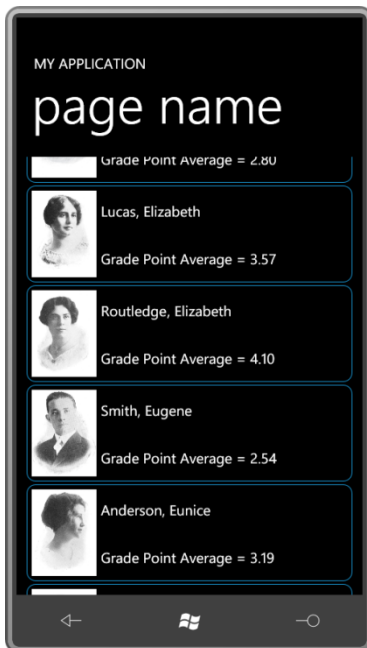 MY APPLICATION
page name
Grade Point Average = 2.80
Lucas, Elizabeth
Grade Point Average = 3.57
Routledge, Elizabeth
Grade Point Average = 4.10
Smith, Eugene
Grade Point Average = 2.54
Anderson, Eunice
Grade Point Average = 3.19